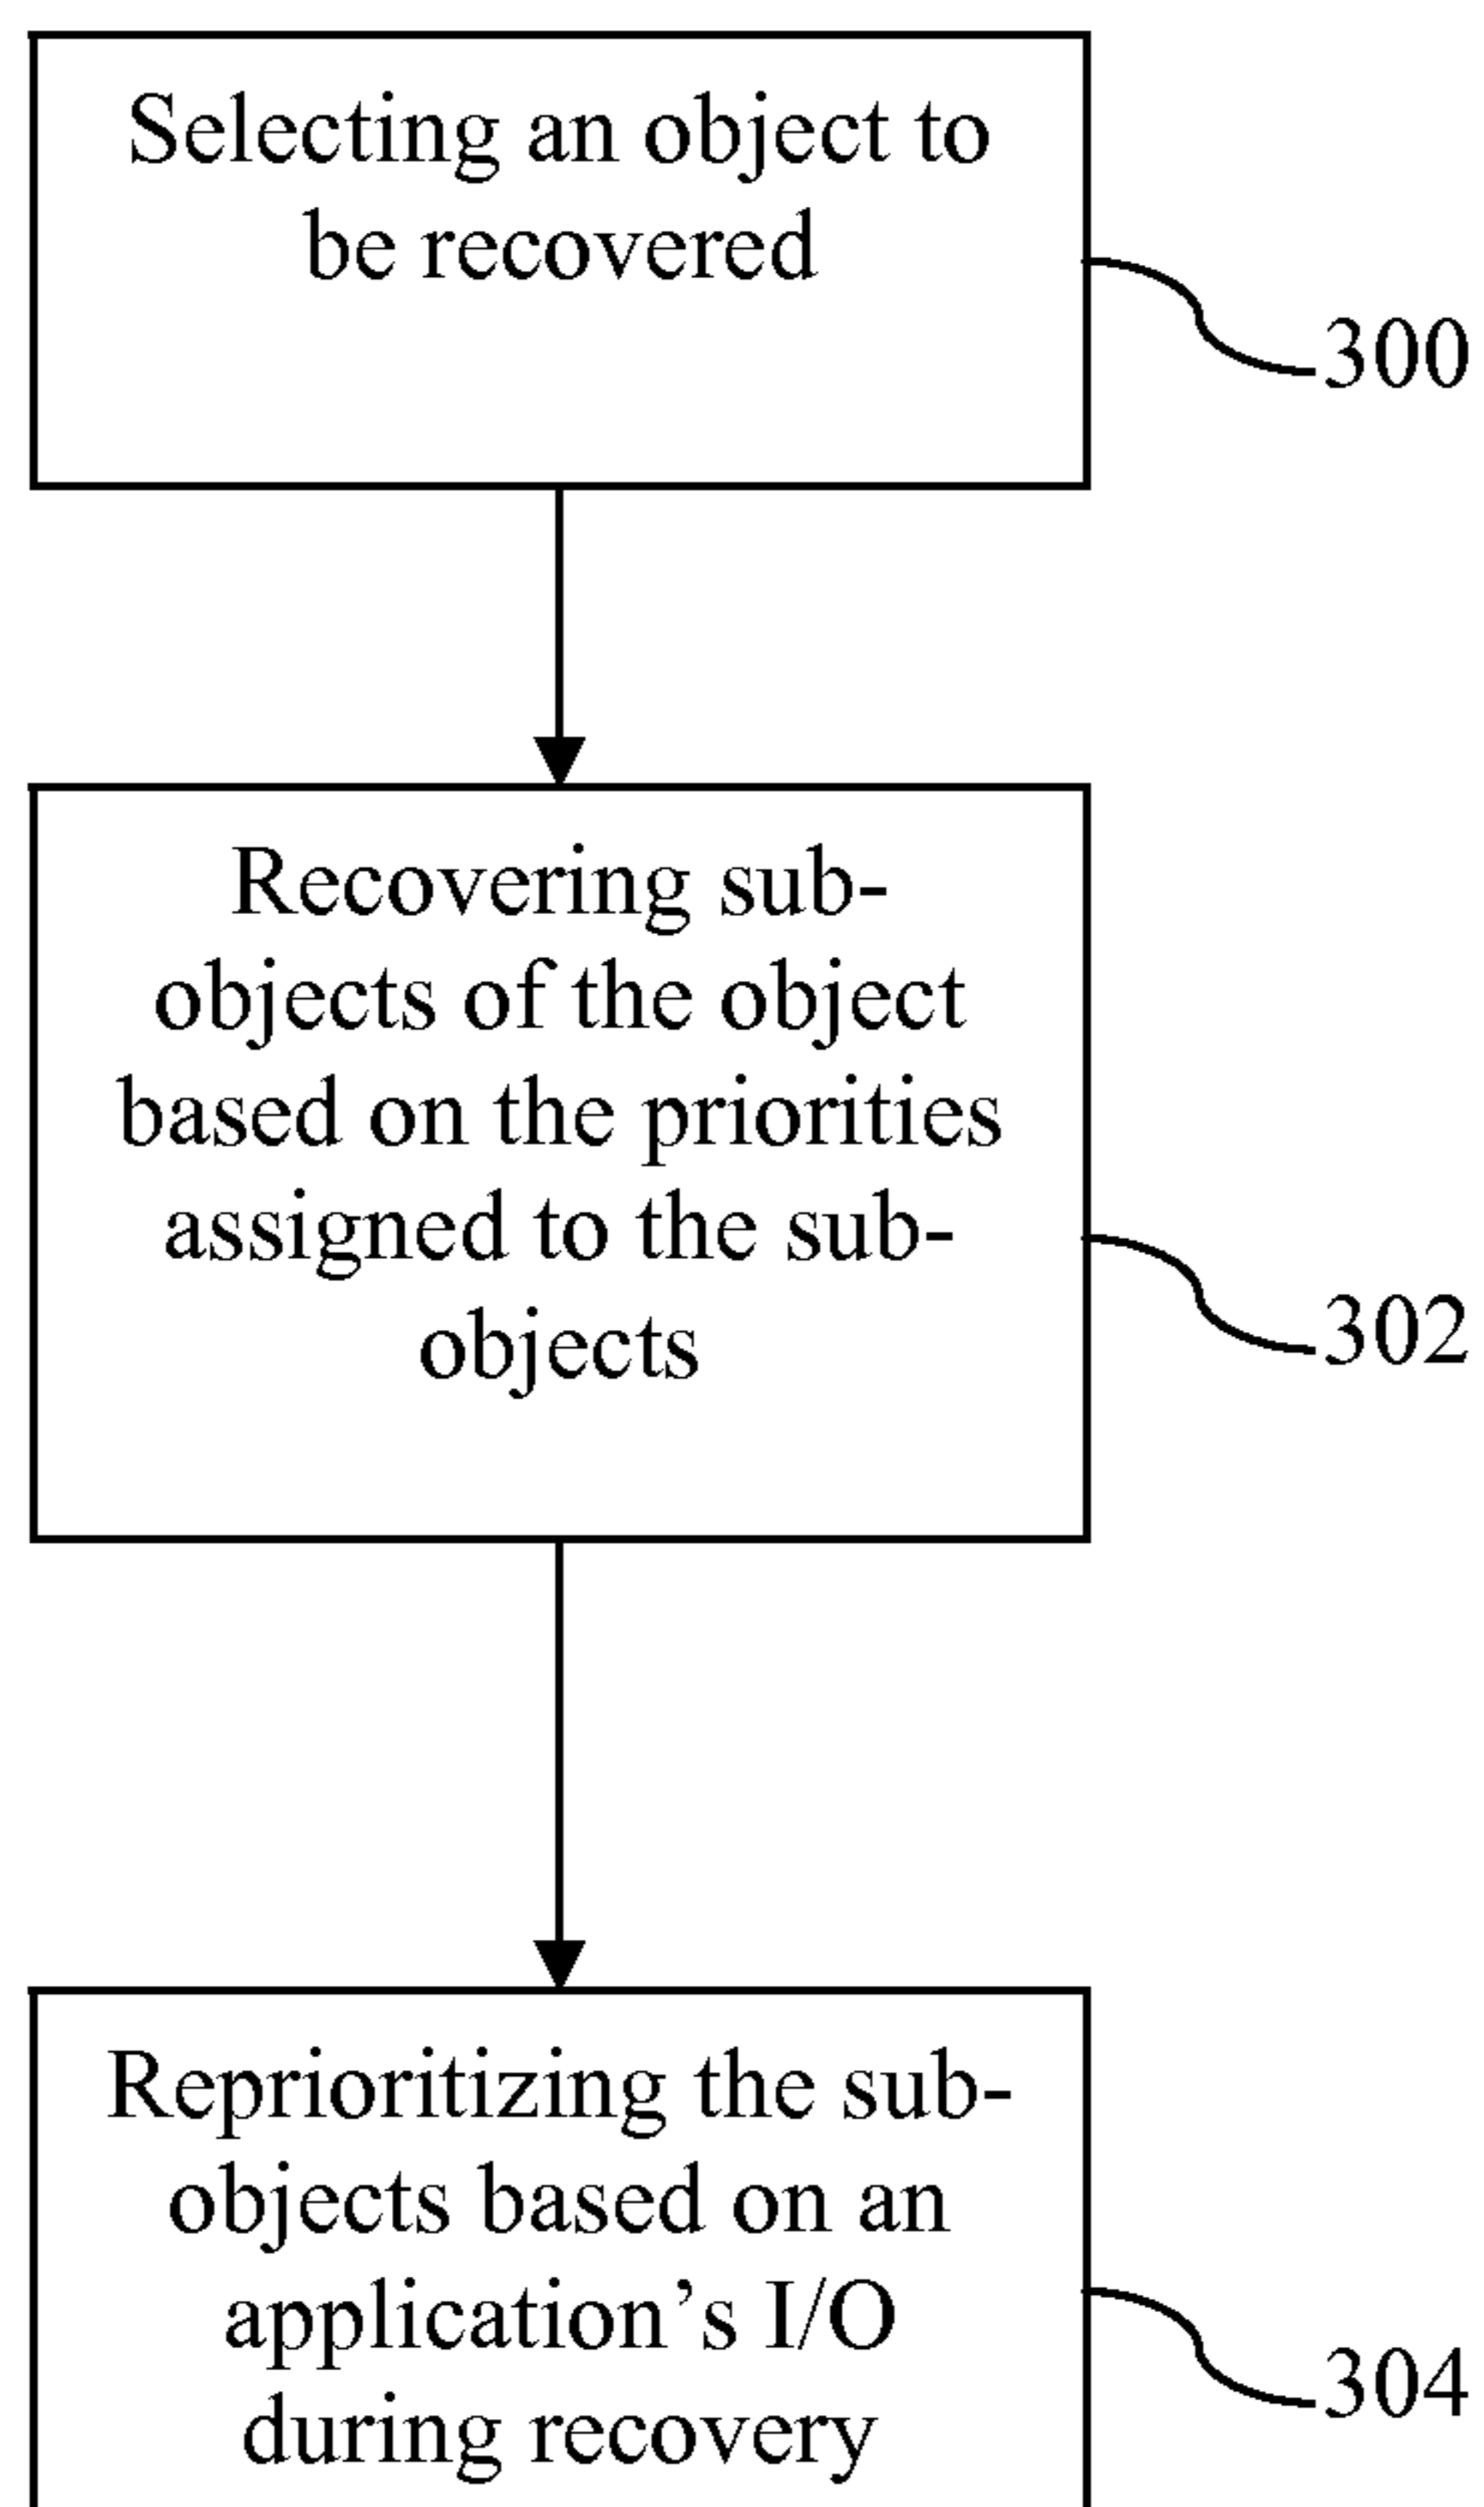 Selecting an object to
be recovered
300
Recovering sub-
objects of the object
based on the priorities
assigned to the sub-
objects
302
Reprioritizing the sub-
objects based on an
application’s I/O
during recovery
304